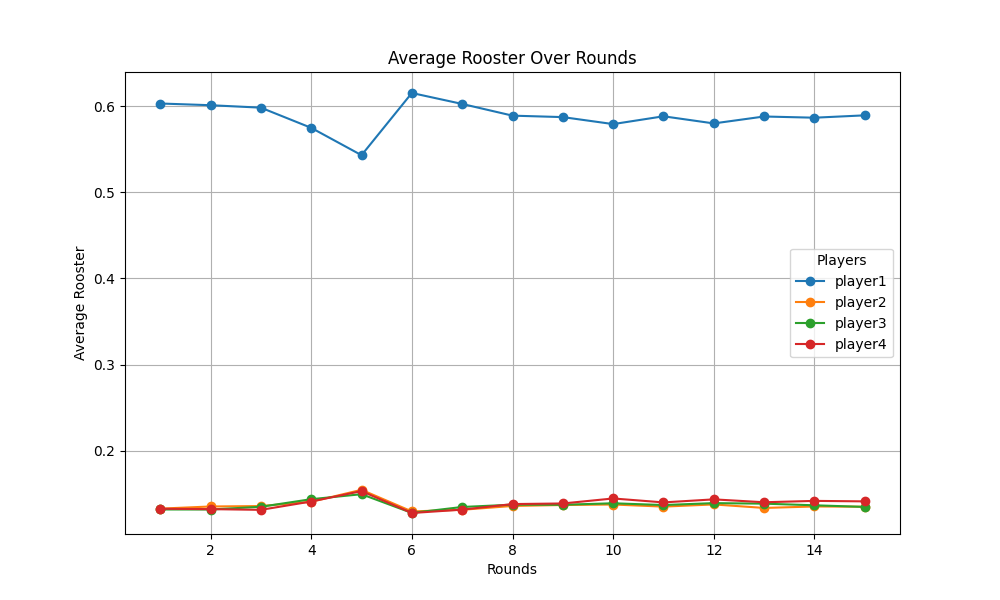 Average Rooster Over Rounds
Average Rooster
0.6
0.5
0.4
0.3
0.2
Players
player1
player2
player3
player4
2 4 6 8 10 12 14
Rounds